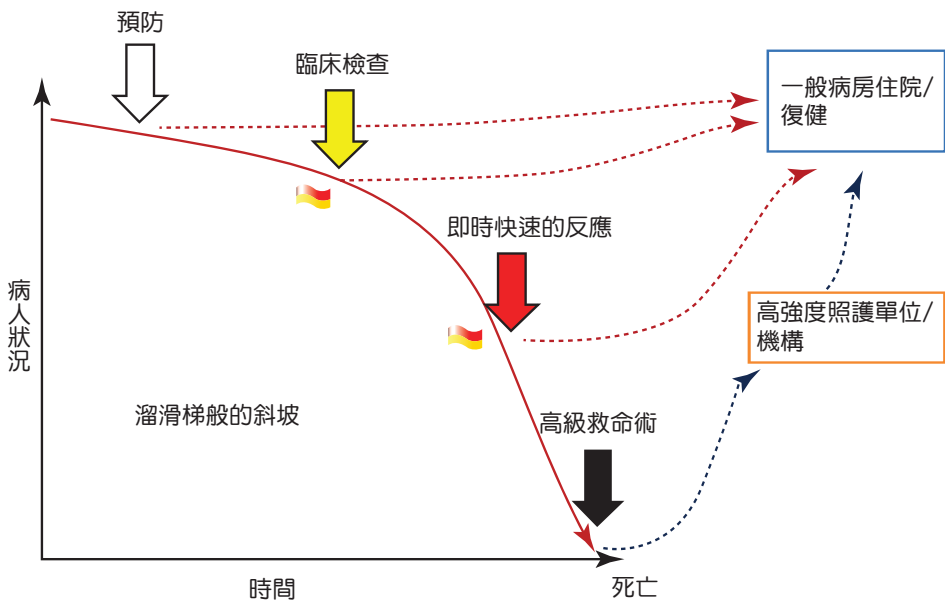 預防
臨床檢查
一般病房住院/
復健
即時快速的反應
病人狀況
高強度照護單位/
機構
溜滑梯般的斜坡
高級救命術
時間
死亡